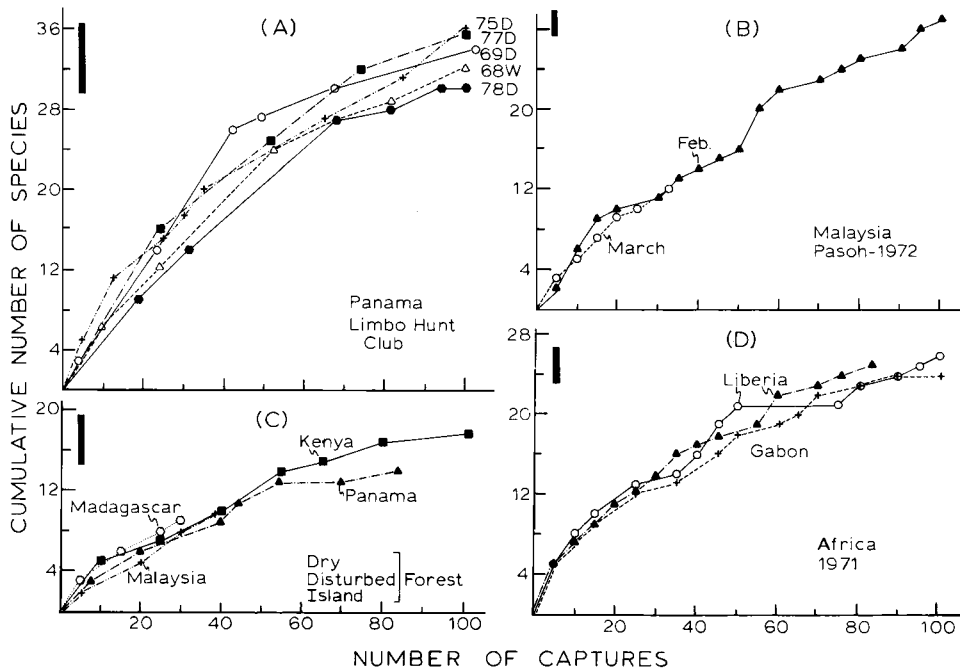 CUMULATIVE NUMBER OF SPECIES
(A)
36
28
20
12
4
75D
77D
69D
68W
78D
Panama
Limbo Hunt
Club
(B)
28
20
12
4
Feb.
March
Malaysia
Pasoh-1972
(C)
20
12
4
Kenya
Panama
Madagascar
Malaysia
Dry
Disturbed Forest
Island
20 40 60 80 100
(D)
28
20
12
4
Liberia
Gabon
Africa
1971
20 40 60 80 100
NUMBER OF CAPTURES